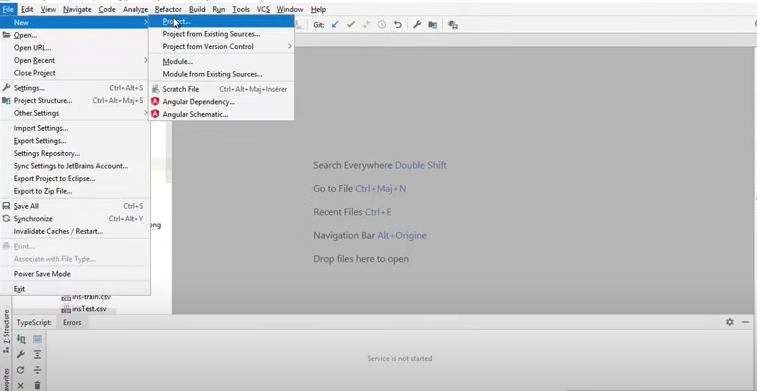 File Edit View Navigate Code Analyze Refactor Build Run Tools VCS Window Help
New
Open...
Open URL...
Open Recent
Close Project
Settings... Ctrl+Alt+S
Project Structure... Ctrl+Alt+Maj+S
Other Settings
Import Settings...
Export Settings...
Settings Repository...
Sync Settings to JetBrains Account...
Export Project to Eclipse...
Export to Zip File...
Save All Ctrl+S
Synchronize Ctrl+Alt+Y
Invalidate Caches / Restart...
Print...
Associate with File Type...
Power Save Mode
Exit
Project...
Project from Existing Sources...
Project from Version Control
Module...
Module from Existing Sources...
Scratch File Ctrl+Alt+Maj+Insérer
Angular Dependency...
Angular Schematic...
Git:
Search Everywhere Double Shift
Go to File Ctrl+Maj+N
Recent Files Ctrl+E
Navigation Bar Alt+Origine
Drop files here to open
ong
iris-train.csv
irisTest.csv
TypeScript: Errors
Service is not started
Z: Structure